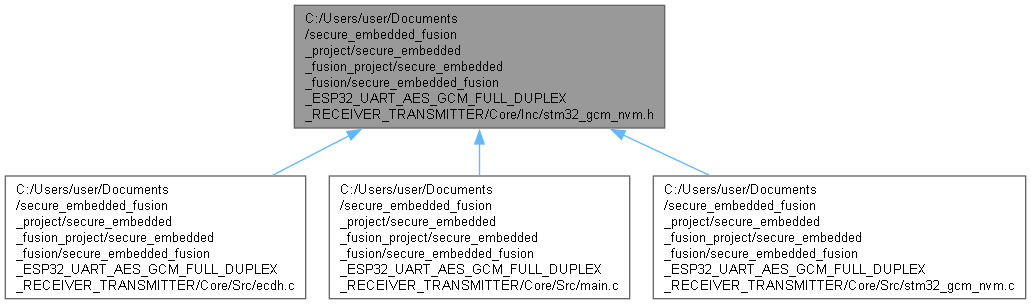 C:/Users/user/Documents
/secure_embedded_fusion
_project/secure_embedded
_fusion_project/secure_embedded
_fusion/secure_embedded_fusion
_ESP32_UART_AES_GCM_FULL_DUPLEX
_RECEIVER_TRANSMITTER/Core/Inc/stm32_gcm_nvm.h
C:/Users/user/Documents
/secure_embedded_fusion
_project/secure_embedded
_fusion_project/secure_embedded
_fusion/secure_embedded_fusion
_ESP32_UART_AES_GCM_FULL_DUPLEX
_RECEIVER_TRANSMITTER/Core/Src/ecdh.c
C:/Users/user/Documents
/secure_embedded_fusion
_project/secure_embedded
_fusion_project/secure_embedded
_fusion/secure_embedded_fusion
_ESP32_UART_AES_GCM_FULL_DUPLEX
_RECEIVER_TRANSMITTER/Core/Src/main.c
C:/Users/user/Documents
/secure_embedded_fusion
_project/secure_embedded
_fusion_project/secure_embedded
_fusion/secure_embedded_fusion
_ESP32_UART_AES_GCM_FULL_DUPLEX
_RECEIVER_TRANSMITTER/Core/Src/stm32_gcm_nvm.c